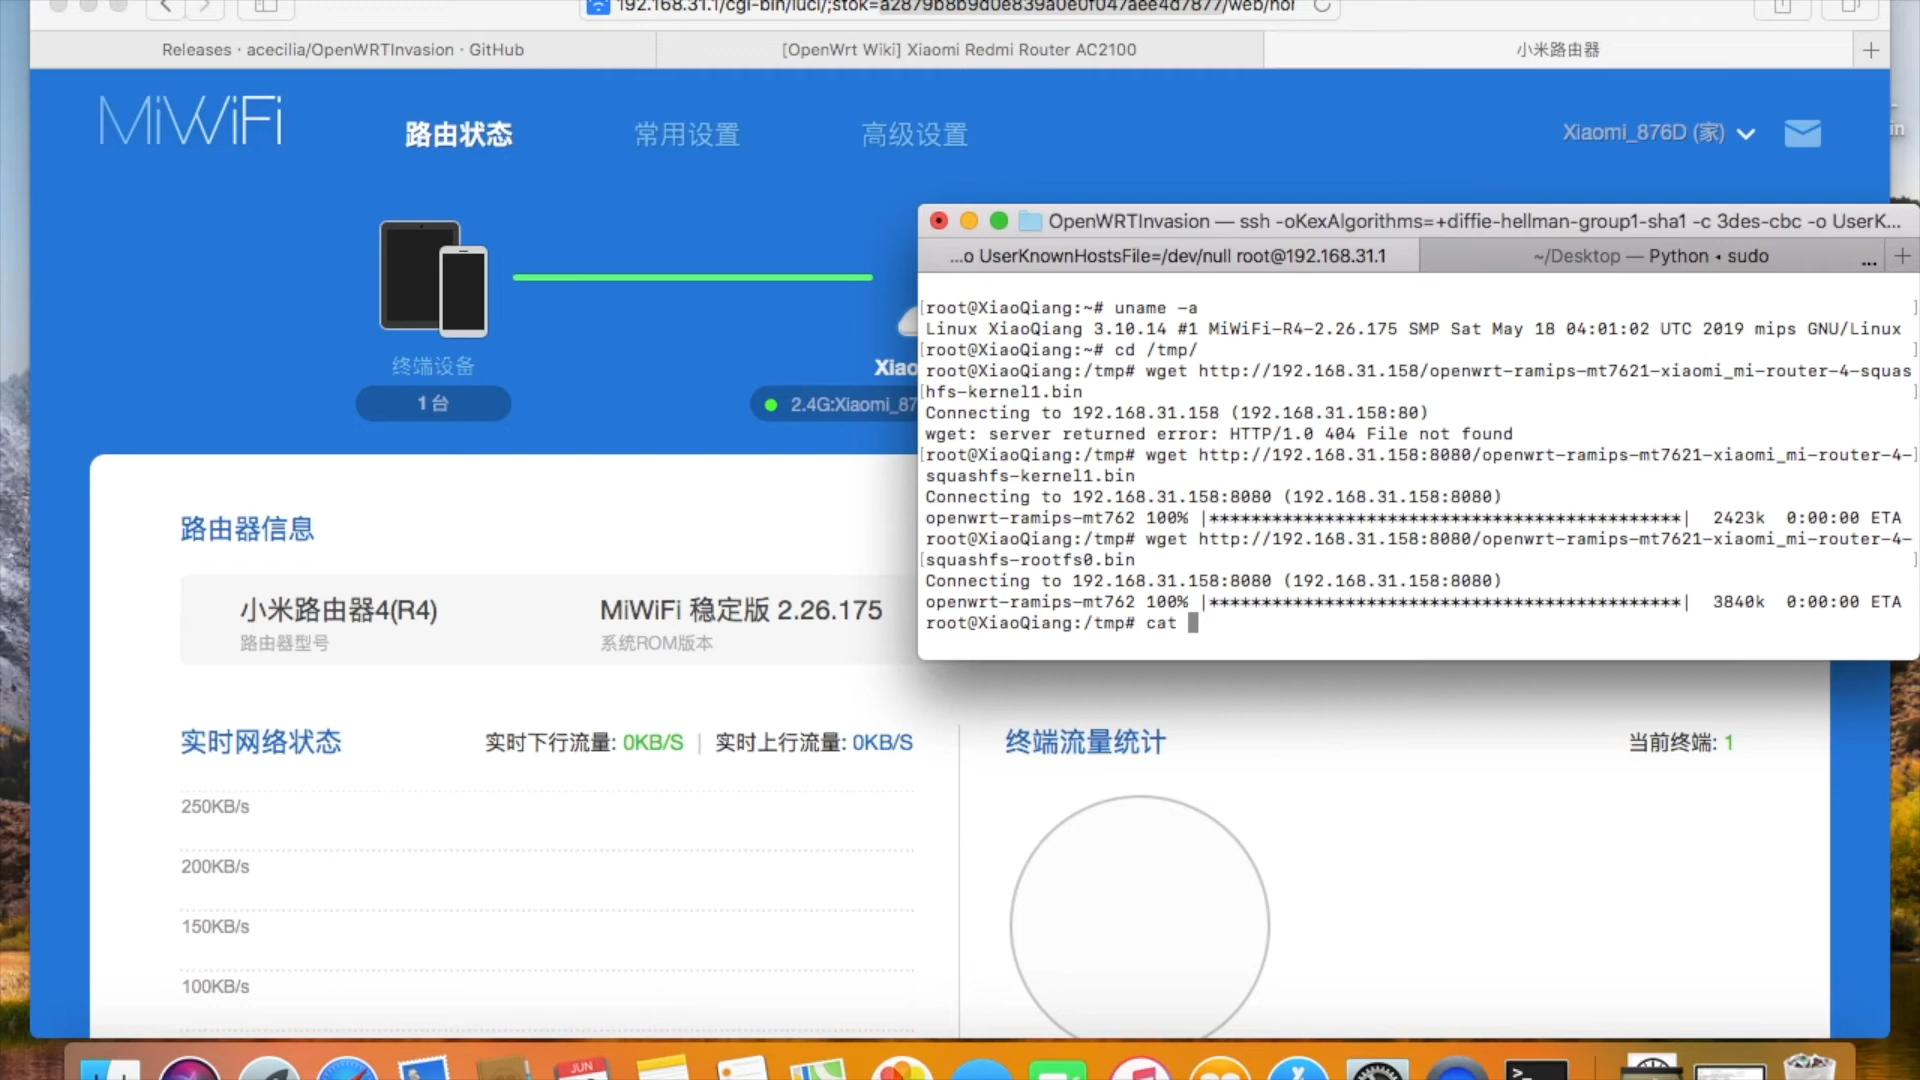 192.168.31.1/cgi-bin/luci/;stok=a2879b8b9d0e839a0e0f047aee4d7877/web/hor
Releases · acecilia/OpenWRTInvasion · GitHub
[OpenWrt Wiki] Xiaomi Redmi Router AC2100
小米路由器
MiWiFi
路由状态
常用设置
高级设置
Xiaomi_876D (家)
in
OpenWRTInvasion — ssh -oKexAlgorithms=+diffie-hellman-group1-sha1 -c 3des-cbc -o UserK...
...o UserKnownHostsFile=/dev/null root@192.168.31.1
~/Desktop — Python • sudo
...
[root@XiaoQiang:~# uname -a ]
Linux XiaoQiang 3.10.14 #1 MiWiFi-R4-2.26.175 SMP Sat May 18 04:01:02 UTC 2019 mips GNU/Linux
[root@XiaoQiang:~# cd /tmp/ ]
root@XiaoQiang:/tmp# wget http://192.168.31.158/openwrt-ramips-mt7621-xiaomi_mi-router-4-squas
[hfs-kernel1.bin ]
Connecting to 192.168.31.158 (192.168.31.158:80)
wget: server returned error: HTTP/1.0 404 File not found
[root@XiaoQiang:/tmp# wget http://192.168.31.158:8080/openwrt-ramips-mt7621-xiaomi_mi-router-4-]
squashfs-kernel1.bin
Connecting to 192.168.31.158:8080 (192.168.31.158:8080)
openwrt-ramips-mt762 100% |*********************************************| 2423k 0:00:00 ETA
root@XiaoQiang:/tmp# wget http://192.168.31.158:8080/openwrt-ramips-mt7621-xiaomi_mi-router-4-
[squashfs-rootfs0.bin ]
Connecting to 192.168.31.158:8080 (192.168.31.158:8080)
openwrt-ramips-mt762 100% |*********************************************| 3840k 0:00:00 ETA
root@XiaoQiang:/tmp# cat
终端设备
1台
Xiao
2.4G:Xiaomi_87
路由器信息
小米路由器4(R4)
路由器型号
MiWiFi 稳定版 2.26.175
系统ROM版本
实时网络状态
实时下行流量: 0KB/S | 实时上行流量: 0KB/S
终端流量统计
当前终端: 1
250KB/s
200KB/s
150KB/s
100KB/s
JUN